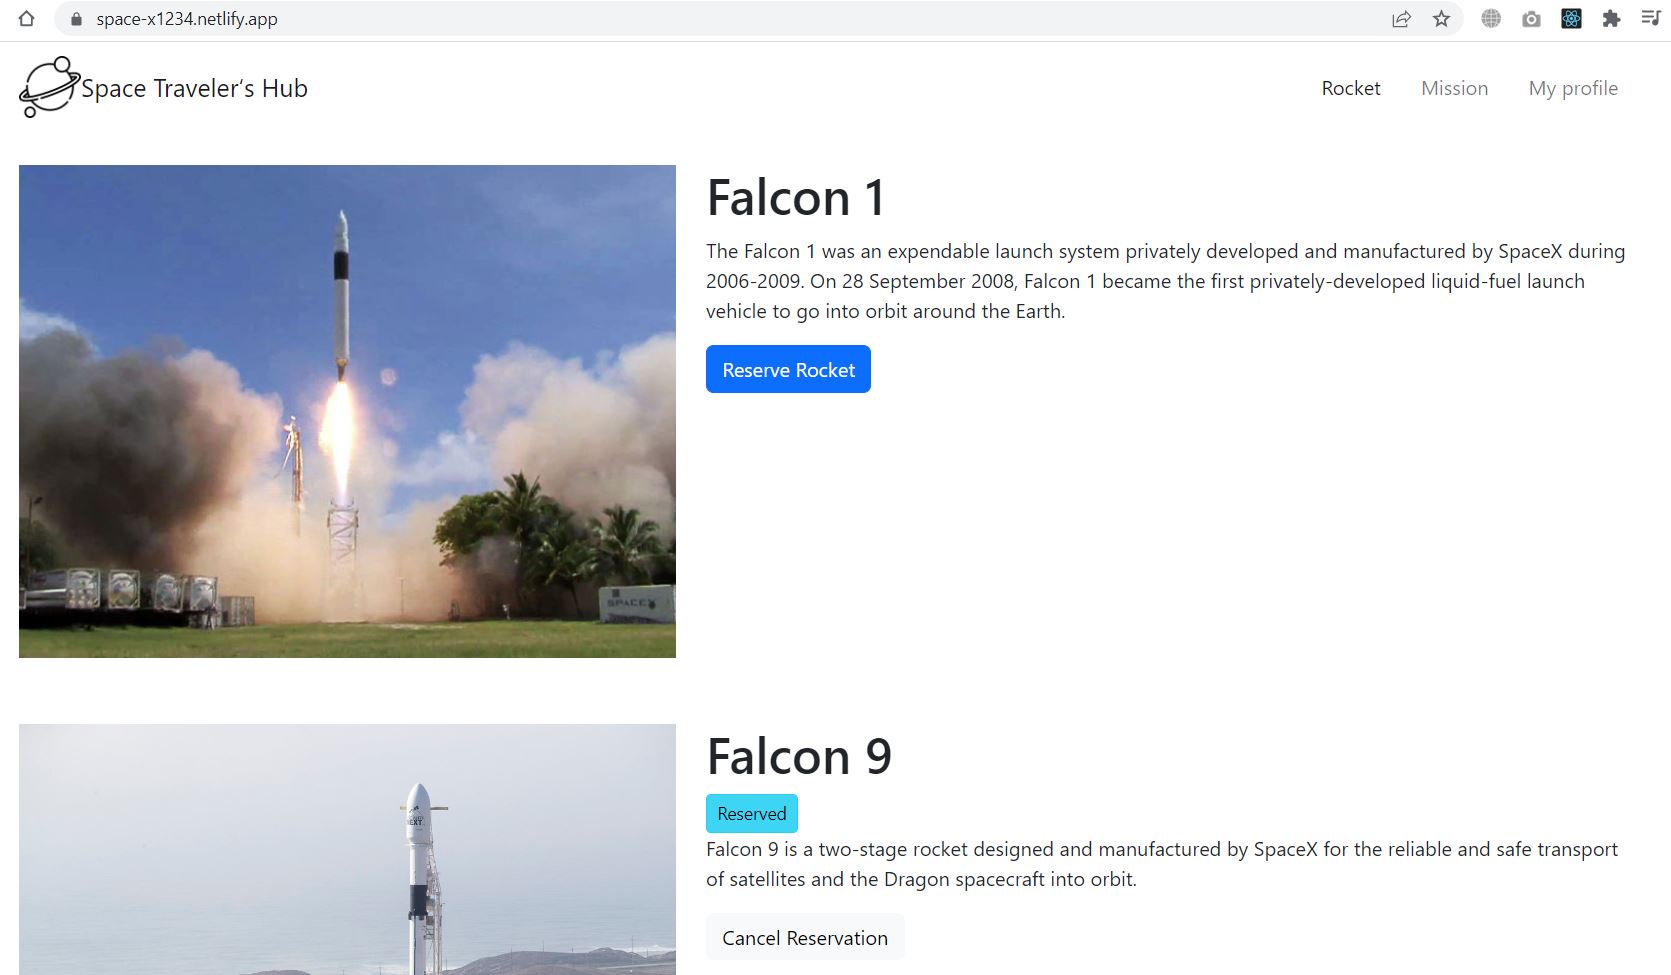 space-x1234.netlify.app
Space Traveler‘s Hub
Rocket
Mission
My profile
Falcon 1
The Falcon 1 was an expendable launch system privately developed and manufactured by SpaceX during
2006-2009. On 28 September 2008, Falcon 1 became the first privately-developed liquid-fuel launch
vehicle to go into orbit around the Earth.
Reserve Rocket
SPACEX
Falcon 9
Reserved
Falcon 9 is a two-stage rocket designed and manufactured by SpaceX for the reliable and safe transport
of satellites and the Dragon spacecraft into orbit.
Cancel Reservation
NEXT